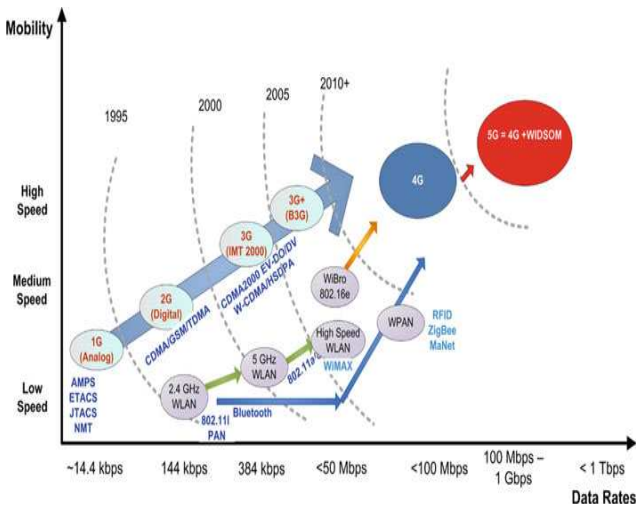 Mobility
2010+
2005
2000
1995
5G = 4G +WIDSOM
4G
High
Speed
3G+
(B3G)
3G
(IMT 2000)
CDMA2000 EV-DO/DV
W-CDMA/HSDPA
Medium
Speed
2G
(Digital)
CDMA/GSM/TDMA
WiBro
802.16e
1G
(Analog)
AMPS
ETACS
JTACS
NMT
High Speed
WLAN
WiMAX
WPAN
RFID
ZigBee
MaNet
5 GHz
WLAN
Low
Speed
2.4 GHz
WLAN
802.11i
PAN
Bluetooth
~14.4 kbps
144 kbps
384 kbps
<50 Mbps
<100 Mbps
100 Mbps –
1 Gbps
< 1 Tbps
Data Rates